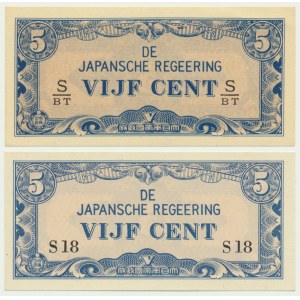 5 DE 5
JAPANSCHE REGEERING
S/BT VIJF CENT S/BT
V
5 DE 5
JAPANSCHE REGEERING
VIJF CENT
S18 S18
V